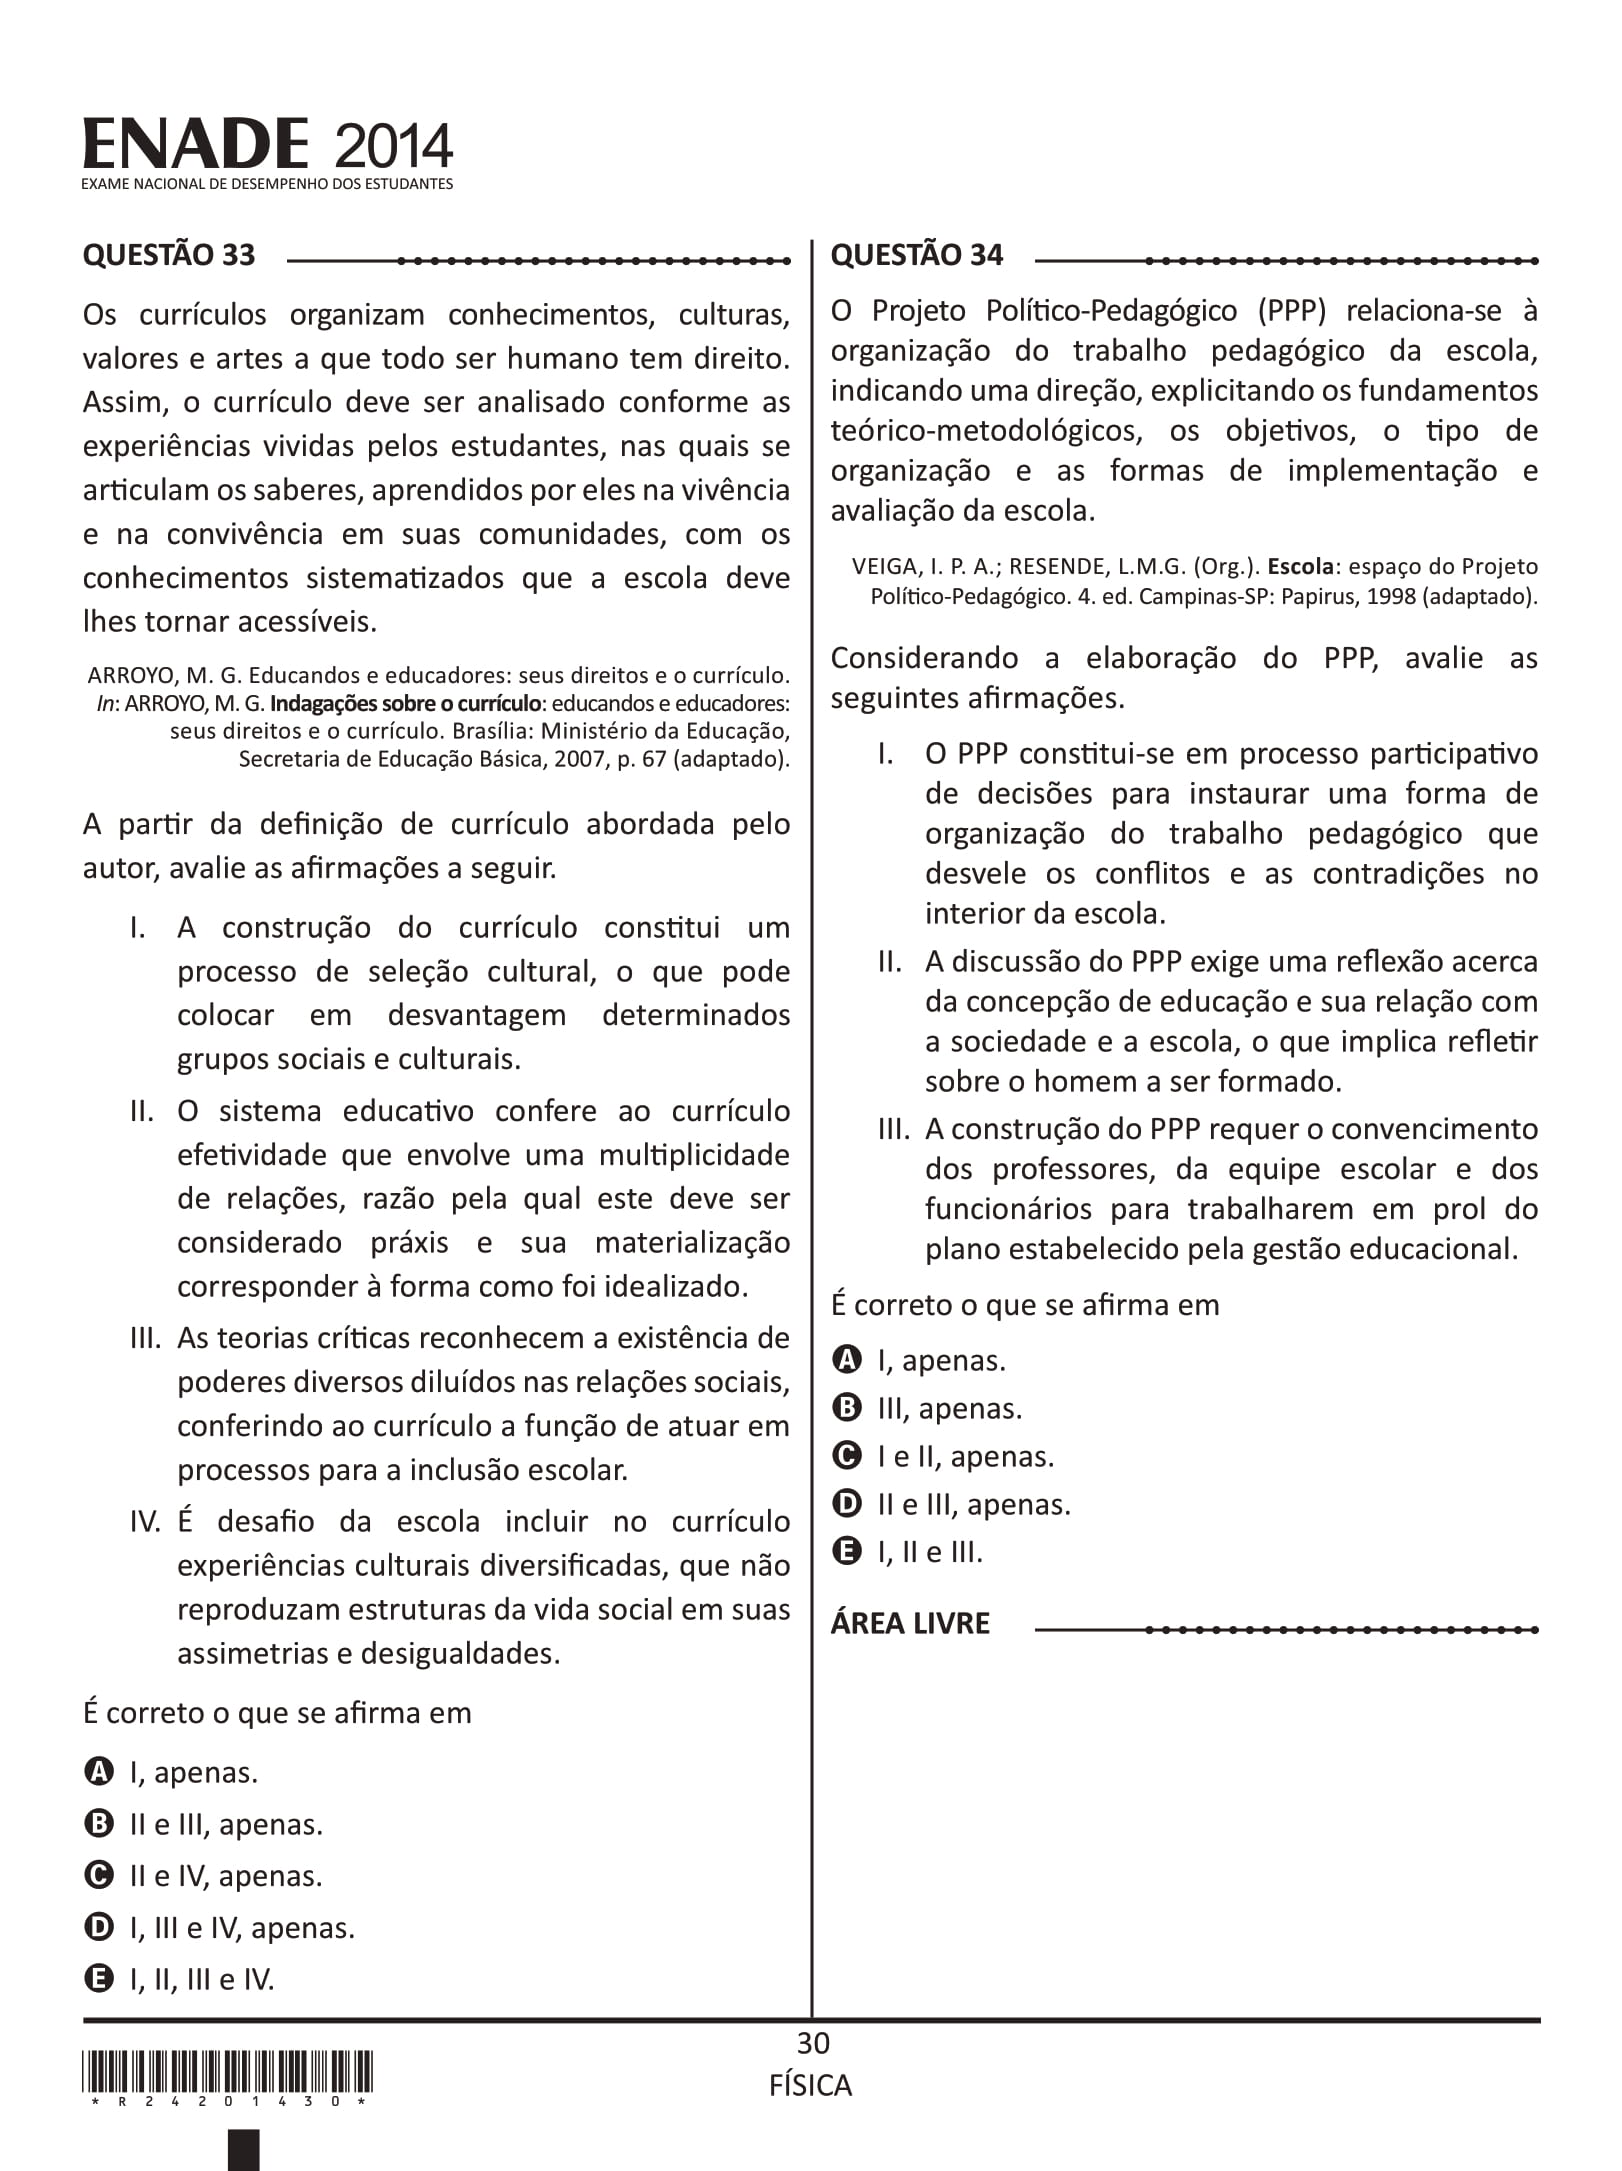 ENADE 2014
EXAME NACIONAL DE DESEMPENHO DOS ESTUDANTES
QUESTÃO 33
Os currículos organizam conhecimentos, culturas,
valores e artes a que todo ser humano tem direito.
Assim, o currículo deve ser analisado conforme as
experiências vividas pelos estudantes, nas quais se
articulam os saberes, aprendidos por eles na vivência
e na convivência em suas comunidades, com os
conhecimentos sistematizados que a escola deve
lhes tornar acessíveis.
ARROYO, M. G. Educandos e educadores: seus direitos e o currículo.
In: ARROYO, M. G. Indagações sobre o currículo: educandos e educadores:
seus direitos e o currículo. Brasília: Ministério da Educação,
Secretaria de Educação Básica, 2007, p. 67 (adaptado).
A partir da definição de currículo abordada pelo
autor, avalie as afirmações a seguir.
I. A construção do currículo constitui um
processo de seleção cultural, o que pode
colocar em desvantagem determinados
grupos sociais e culturais.
II. O sistema educativo confere ao currículo
efetividade que envolve uma multiplicidade
de relações, razão pela qual este deve ser
considerado práxis e sua materialização
corresponder à forma como foi idealizado.
III. As teorias críticas reconhecem a existência de
poderes diversos diluídos nas relações sociais,
conferindo ao currículo a função de atuar em
processos para a inclusão escolar.
IV. É desafio da escola incluir no currículo
experiências culturais diversificadas, que não
reproduzam estruturas da vida social em suas
assimetrias e desigualdades.
É correto o que se afirma em
A I, apenas.
B II e III, apenas.
C II e IV, apenas.
D I, III e IV, apenas.
E I, II, III e IV.
QUESTÃO 34
O Projeto Político-Pedagógico (PPP) relaciona-se à
organização do trabalho pedagógico da escola,
indicando uma direção, explicitando os fundamentos
teórico-metodológicos, os objetivos, o tipo de
organização e as formas de implementação e
avaliação da escola.
VEIGA, I. P. A.; RESENDE, L.M.G. (Org.). Escola: espaço do Projeto
Político-Pedagógico. 4. ed. Campinas-SP: Papirus, 1998 (adaptado).
Considerando a elaboração do PPP, avalie as
seguintes afirmações.
I. O PPP constitui-se em processo participativo
de decisões para instaurar uma forma de
organização do trabalho pedagógico que
desvele os conflitos e as contradições no
interior da escola.
II. A discussão do PPP exige uma reflexão acerca
da concepção de educação e sua relação com
a sociedade e a escola, o que implica refletir
sobre o homem a ser formado.
III. A construção do PPP requer o convencimento
dos professores, da equipe escolar e dos
funcionários para trabalharem em prol do
plano estabelecido pela gestão educacional.
É correto o que se afirma em
A I, apenas.
B III, apenas.
C I e II, apenas.
D II e III, apenas.
E I, II e III.
ÁREA LIVRE
30
FÍSICA
* R 2 4 2 0 1 4 3 0 *